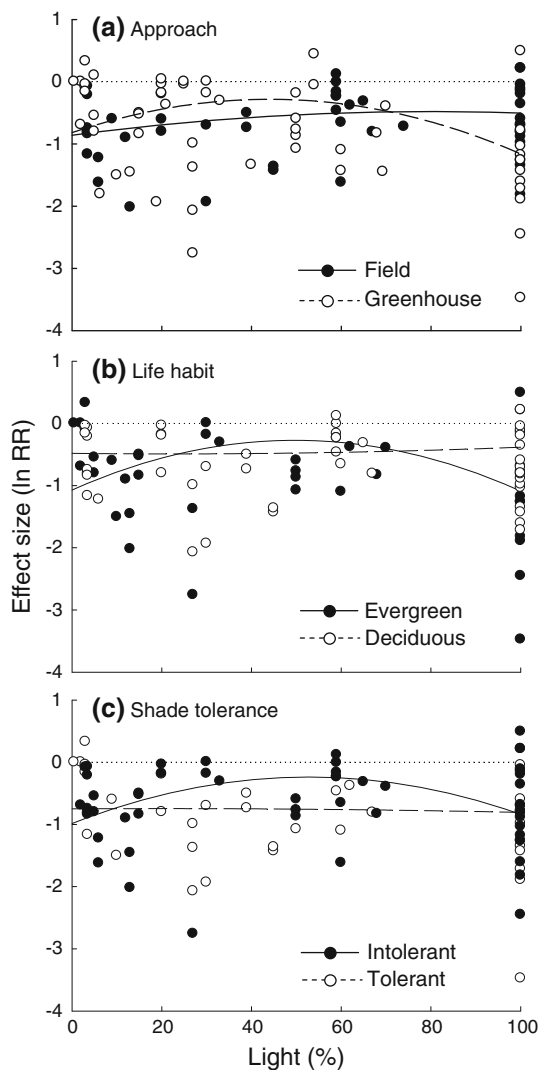 1
(a) Approach
0
-1
-2
-3
Field
Greenhouse
-4
1
(b) Life habit
0
-1
-2
-3
Evergreen
Deciduous
-4
1
(c) Shade tolerance
0
-1
-2
-3
Intolerant
Tolerant
-4
0 20 40 60 80 100
Light (%)
Effect size (ln RR)